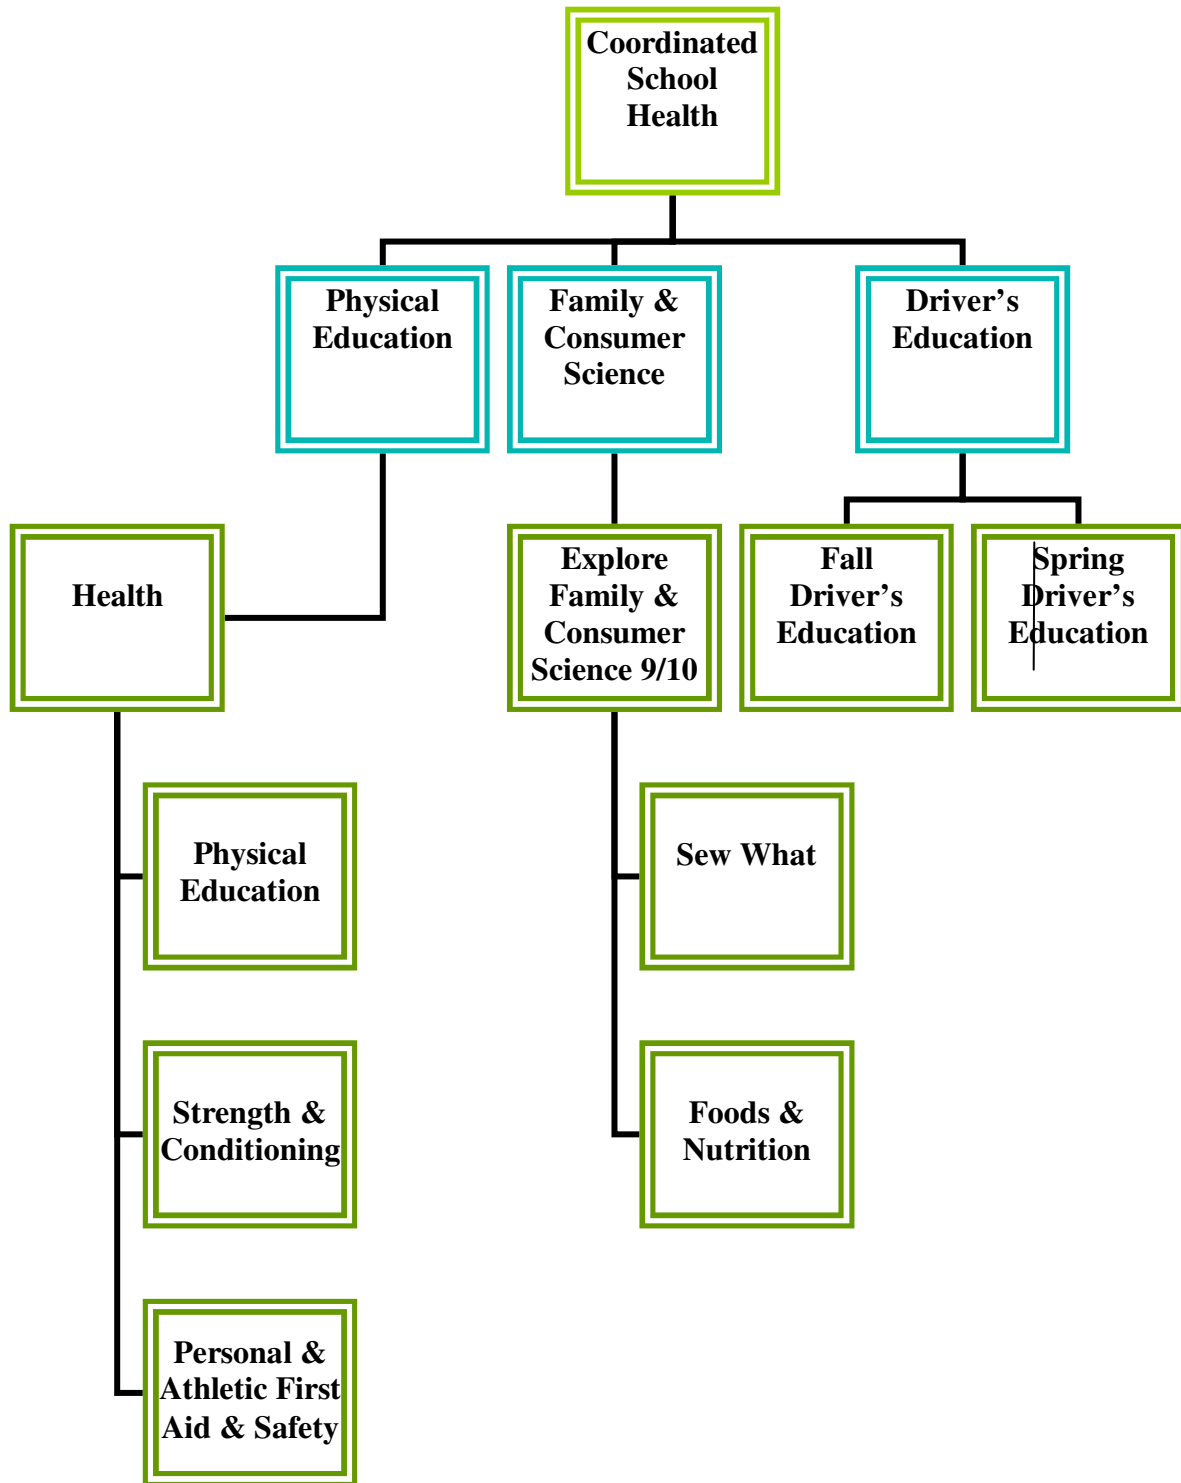 Coordinated
School
Health
Physical
Education
Family &
Consumer
Science
Driver’s
Education
Health
Explore
Family &
Consumer
Science 9/10
Fall
Driver’s
Education
Spring
Driver’s
Education
Physical
Education
Sew What
Strength &
Conditioning
Foods &
Nutrition
Personal &
Athletic First
Aid & Safety